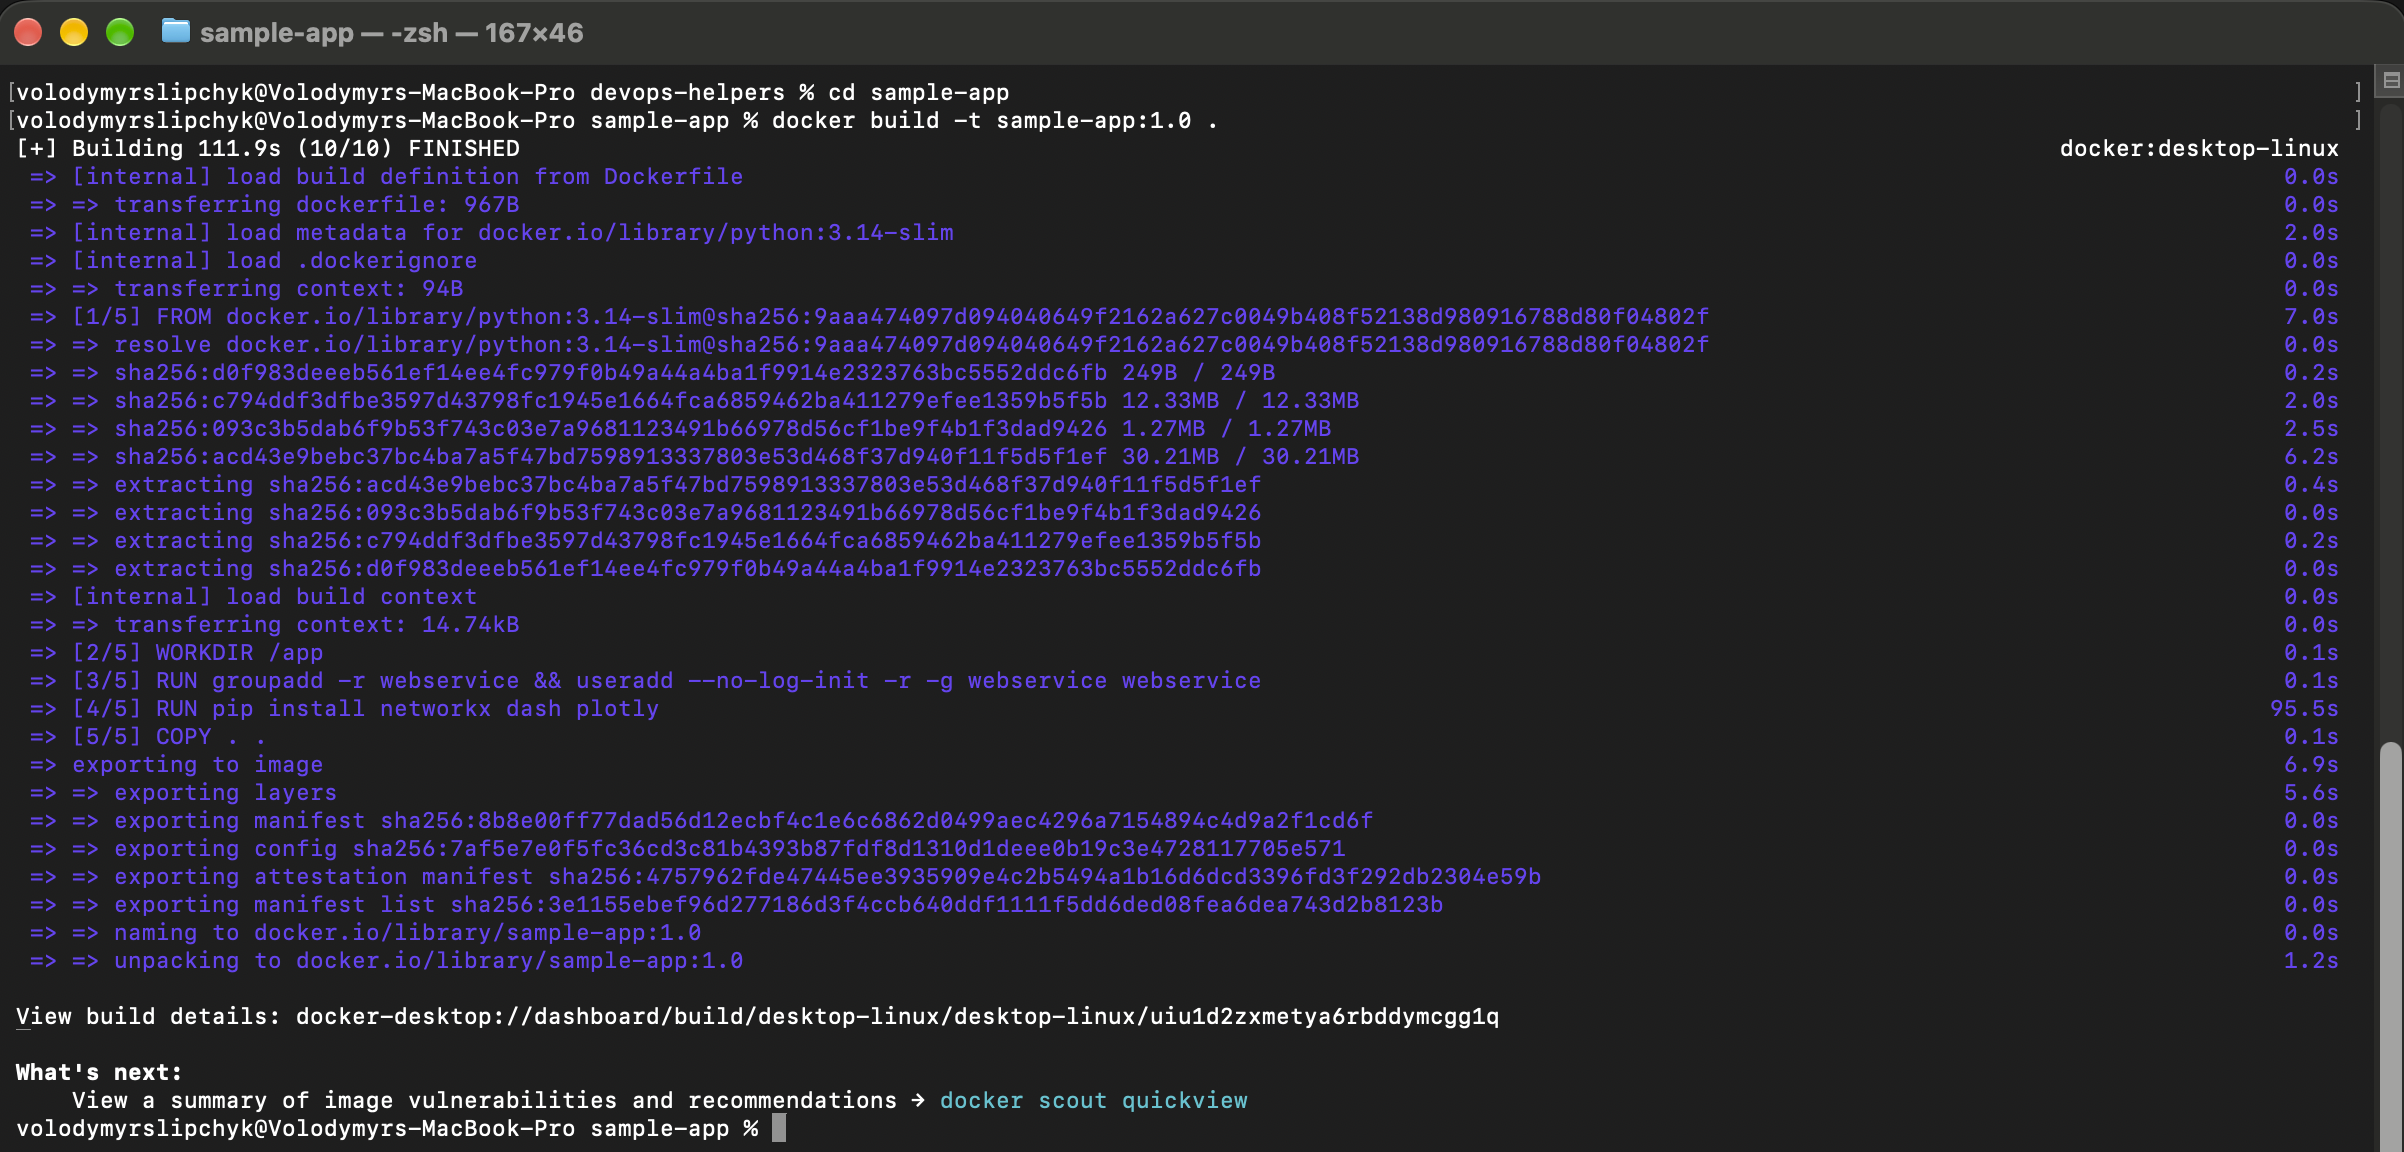 sample-app — -zsh — 167×46
[volodymyrslipchyk@Volodymyrs-MacBook-Pro devops-helpers % cd sample-app ]
[volodymyrslipchyk@Volodymyrs-MacBook-Pro sample-app % docker build -t sample-app:1.0 . ]
[+] Building 111.9s (10/10) FINISHED docker:desktop-linux
=> [internal] load build definition from Dockerfile 0.0s
=> => transferring dockerfile: 967B 0.0s
=> [internal] load metadata for docker.io/library/python:3.14-slim 2.0s
=> [internal] load .dockerignore 0.0s
=> => transferring context: 94B 0.0s
=> [1/5] FROM docker.io/library/python:3.14-slim@sha256:9aaa474097d094040649f2162a627c0049b408f52138d980916788d80f04802f 7.0s
=> => resolve docker.io/library/python:3.14-slim@sha256:9aaa474097d094040649f2162a627c0049b408f52138d980916788d80f04802f 0.0s
=> => sha256:d0f983deeeb561ef14ee4fc979f0b49a44a4ba1f9914e2323763bc5552ddc6fb 249B / 249B 0.2s
=> => sha256:c794ddf3dfbe3597d43798fc1945e1664fca6859462ba411279efee1359b5f5b 12.33MB / 12.33MB 2.0s
=> => sha256:093c3b5dab6f9b53f743c03e7a9681123491b66978d56cf1be9f4b1f3dad9426 1.27MB / 1.27MB 2.5s
=> => sha256:acd43e9bebc37bc4ba7a5f47bd7598913337803e53d468f37d940f11f5d5f1ef 30.21MB / 30.21MB 6.2s
=> => extracting sha256:acd43e9bebc37bc4ba7a5f47bd7598913337803e53d468f37d940f11f5d5f1ef 0.4s
=> => extracting sha256:093c3b5dab6f9b53f743c03e7a9681123491b66978d56cf1be9f4b1f3dad9426 0.0s
=> => extracting sha256:c794ddf3dfbe3597d43798fc1945e1664fca6859462ba411279efee1359b5f5b 0.2s
=> => extracting sha256:d0f983deeeb561ef14ee4fc979f0b49a44a4ba1f9914e2323763bc5552ddc6fb 0.0s
=> [internal] load build context 0.0s
=> => transferring context: 14.74kB 0.0s
=> [2/5] WORKDIR /app 0.1s
=> [3/5] RUN groupadd -r webservice && useradd --no-log-init -r -g webservice webservice 0.1s
=> [4/5] RUN pip install networkx dash plotly 95.5s
=> [5/5] COPY . . 0.1s
=> exporting to image 6.9s
=> => exporting layers 5.6s
=> => exporting manifest sha256:8b8e00ff77dad56d12ecbf4c1e6c6862d0499aec4296a7154894c4d9a2f1cd6f 0.0s
=> => exporting config sha256:7af5e7e0f5fc36cd3c81b4393b87fdf8d1310d1deee0b19c3e4728117705e571 0.0s
=> => exporting attestation manifest sha256:4757962fde47445ee3935909e4c2b5494a1b16d6dcd3396fd3f292db2304e59b 0.0s
=> => exporting manifest list sha256:3e1155ebef96d277186d3f4ccb640ddf1111f5dd6ded08fea6dea743d2b8123b 0.0s
=> => naming to docker.io/library/sample-app:1.0 0.0s
=> => unpacking to docker.io/library/sample-app:1.0 1.2s
View build details: docker-desktop://dashboard/build/desktop-linux/desktop-linux/uiu1d2zxmetya6rbddymcgg1q
What's next:
View a summary of image vulnerabilities and recommendations → docker scout quickview
volodymyrslipchyk@Volodymyrs-MacBook-Pro sample-app %